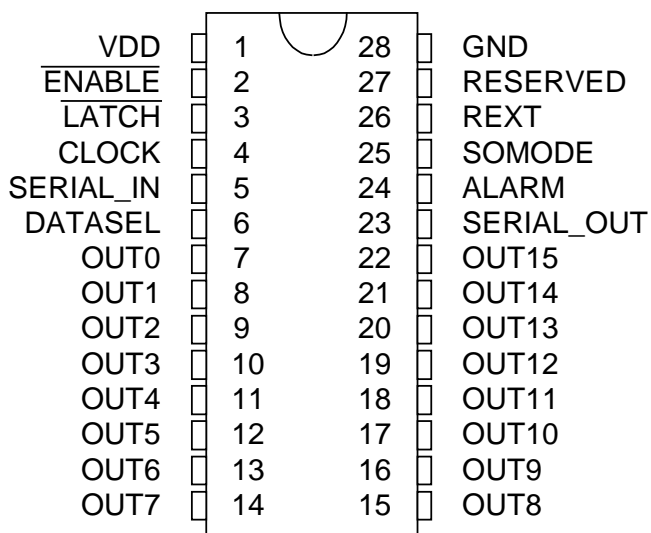 VDD 1 28 GND
ENABLE 2 27 RESERVED
LATCH 3 26 REXT
CLOCK 4 25 SOMODE
SERIAL_IN 5 24 ALARM
DATASEL 6 23 SERIAL_OUT
OUT0 7 22 OUT15
OUT1 8 21 OUT14
OUT2 9 20 OUT13
OUT3 10 19 OUT12
OUT4 11 18 OUT11
OUT5 12 17 OUT10
OUT6 13 16 OUT9
OUT7 14 15 OUT8